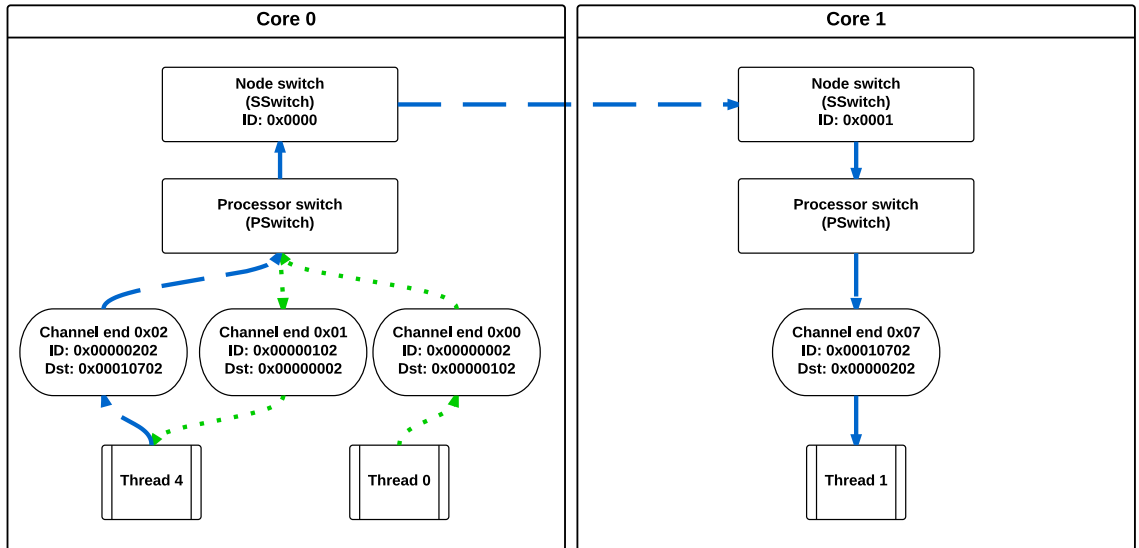 Core 0
Core 1
Node switch
(SSwitch)
ID: 0x0000
Node switch
(SSwitch)
ID: 0x0001
Processor switch
(PSwitch)
Processor switch
(PSwitch)
Channel end 0x02
ID: 0x00000202
Dst: 0x00010702
Channel end 0x01
ID: 0x00000102
Dst: 0x00000002
Channel end 0x00
ID: 0x00000002
Dst: 0x00000102
Channel end 0x07
ID: 0x00010702
Dst: 0x00000202
Thread 4
Thread 0
Thread 1